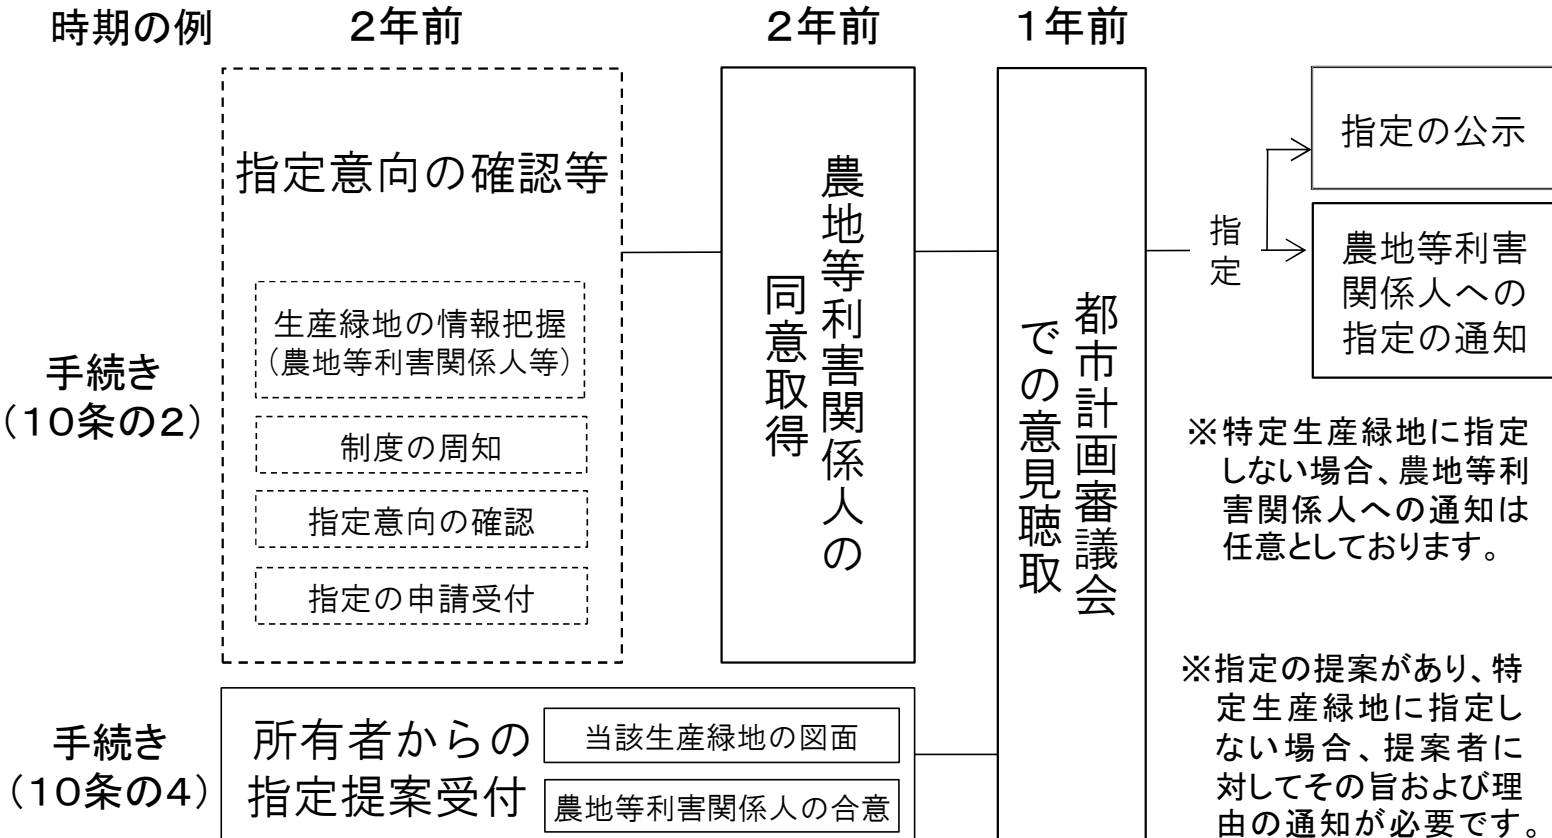 時期の例
2年前
2年前
1年前
手続き
(10条の2)
指定意向の確認等
生産緑地の情報把握
(農地等利害関係人等)
制度の周知
指定意向の確認
指定の申請受付
農地等利害関係人の
同意取得
都市計画審議会
での意見聴取
指定
指定の公示
農地等利害
関係人への
指定の通知
※特定生産緑地に指定
しない場合、農地等利
害関係人への通知は
任意としております。
手続き
(10条の4)
所有者からの
指定提案受付
当該生産緑地の図面
農地等利害関係人の合意
※指定の提案があり、特
定生産緑地に指定し
ない場合、提案者に
対してその旨および理
由の通知が必要です。